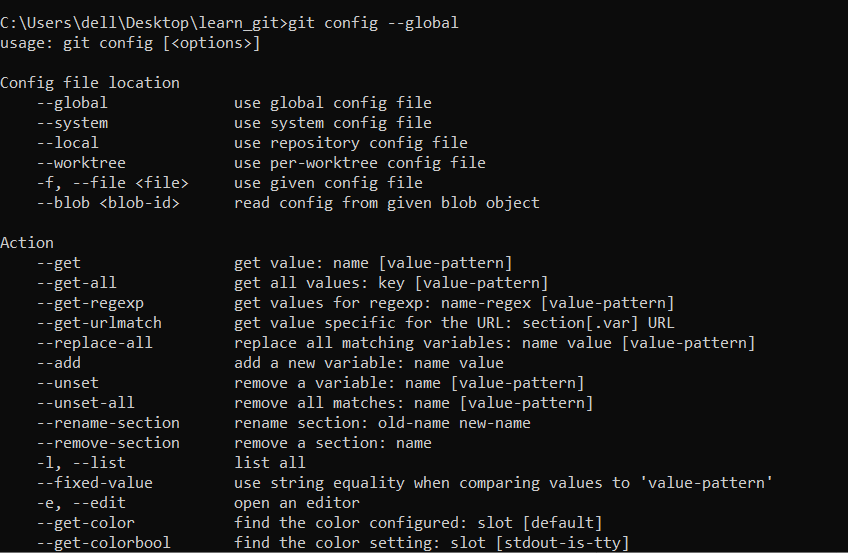 C:\Users\dell\Desktop\learn_git>git config --global
usage: git config [<options>]
Config file location
--global use global config file
--system use system config file
--local use repository config file
--worktree use per-worktree config file
-f, --file <file> use given config file
--blob <blob-id> read config from given blob object
Action
--get get value: name [value-pattern]
--get-all get all values: key [value-pattern]
--get-regexp get values for regexp: name-regex [value-pattern]
--get-urlmatch get value specific for the URL: section[.var] URL
--replace-all replace all matching variables: name value [value-pattern]
--add add a new variable: name value
--unset remove a variable: name [value-pattern]
--unset-all remove all matches: name [value-pattern]
--rename-section rename section: old-name new-name
--remove-section remove a section: name
-l, --list list all
--fixed-value use string equality when comparing values to 'value-pattern'
-e, --edit open an editor
--get-color find the color configured: slot [default]
--get-colorbool find the color setting: slot [stdout-is-tty]